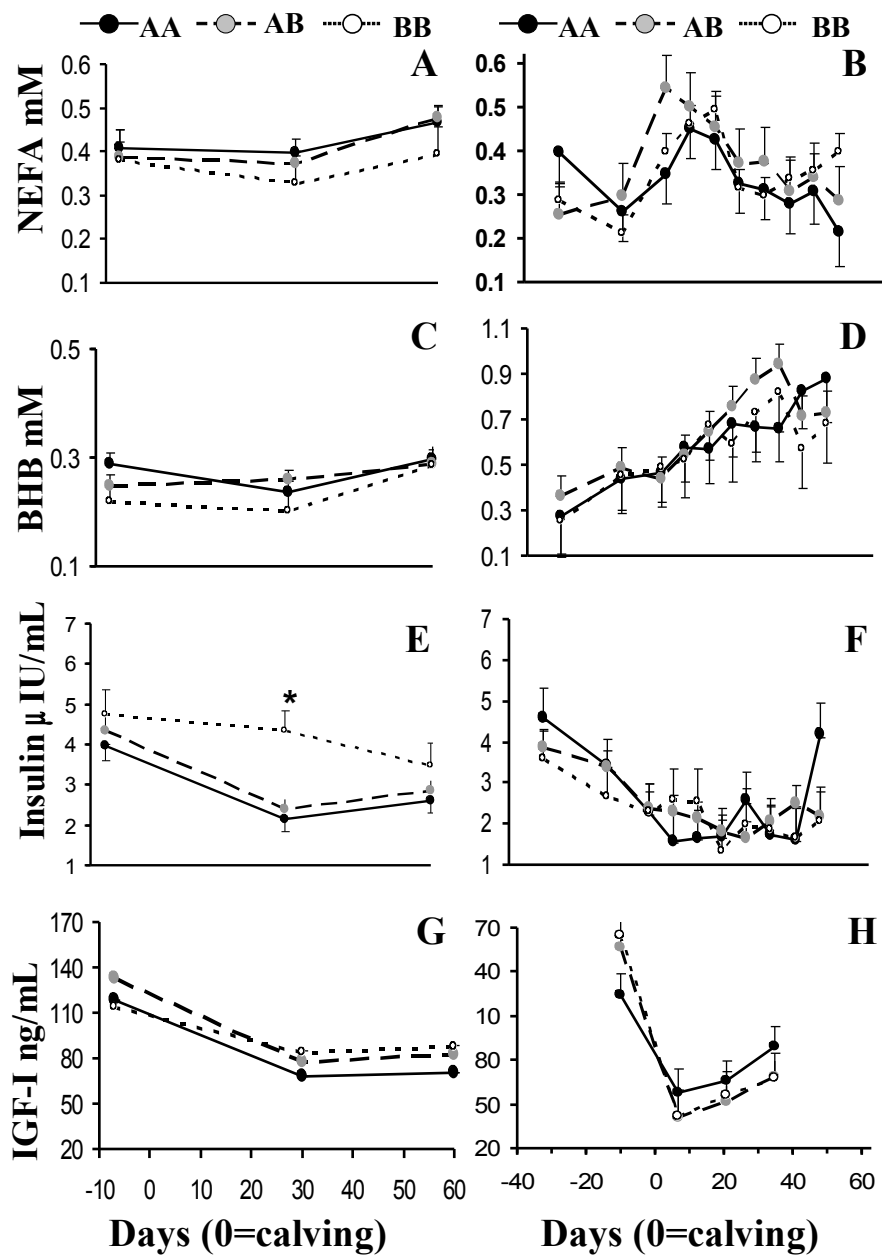 AA AB BB AA AB BB
A B
NEFA mM
0.6 0.6
0.5 0.5
0.4 0.4
0.3 0.3
0.2 0.2
0.1 0.1
C D
BHB mM
0.5 1.1
0.9
0.3 0.7
0.5
0.3
0.1 0.1
E F
Insulin µ IU/mL
7 7
6 6
5 5
*
4 4
3 3
2 2
1 1
G H
IGF-I ng/mL
170 70
140 40
110 10
80 80
50 50
20 20
-10 0 10 20 30 40 50 60 -40 -20 0 20 40 60
Days (0=calving) Days (0=calving)